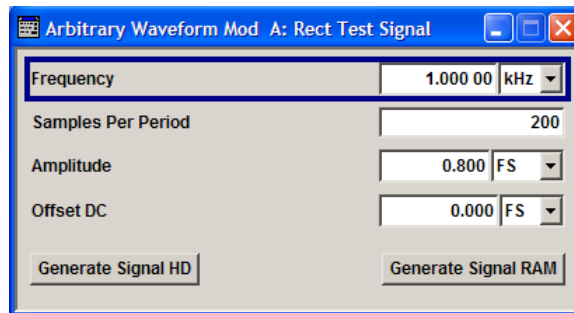 Arbitrary Waveform Mod A: Rect Test Signal
Frequency 1.000 00 kHz
Samples Per Period 200
Amplitude 0.800 FS
Offset DC 0.000 FS
Generate Signal HD Generate Signal RAM